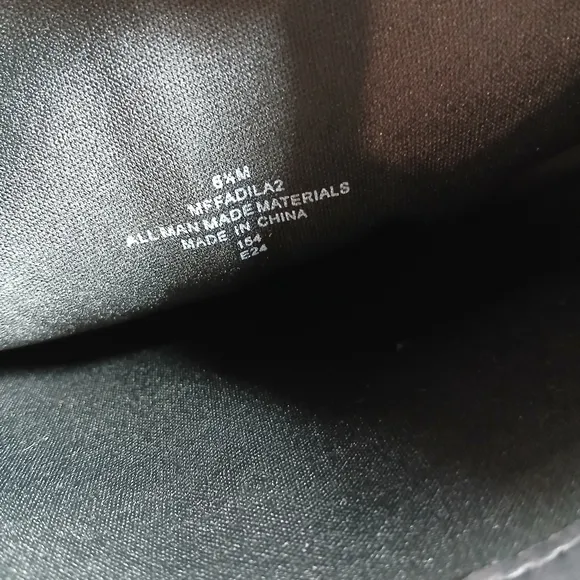 6½M
MFFADILA2
ALL MAN MADE MATERIALS
MADE IN CHINA
154
E24